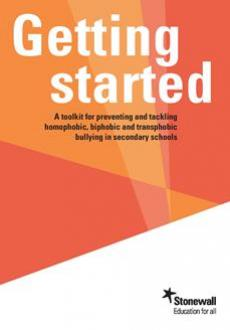 Getting
started
A toolkit for preventing and tackling
homophobic, biphobic and transphobic
bullying in secondary schools
Stonewall
Education for all